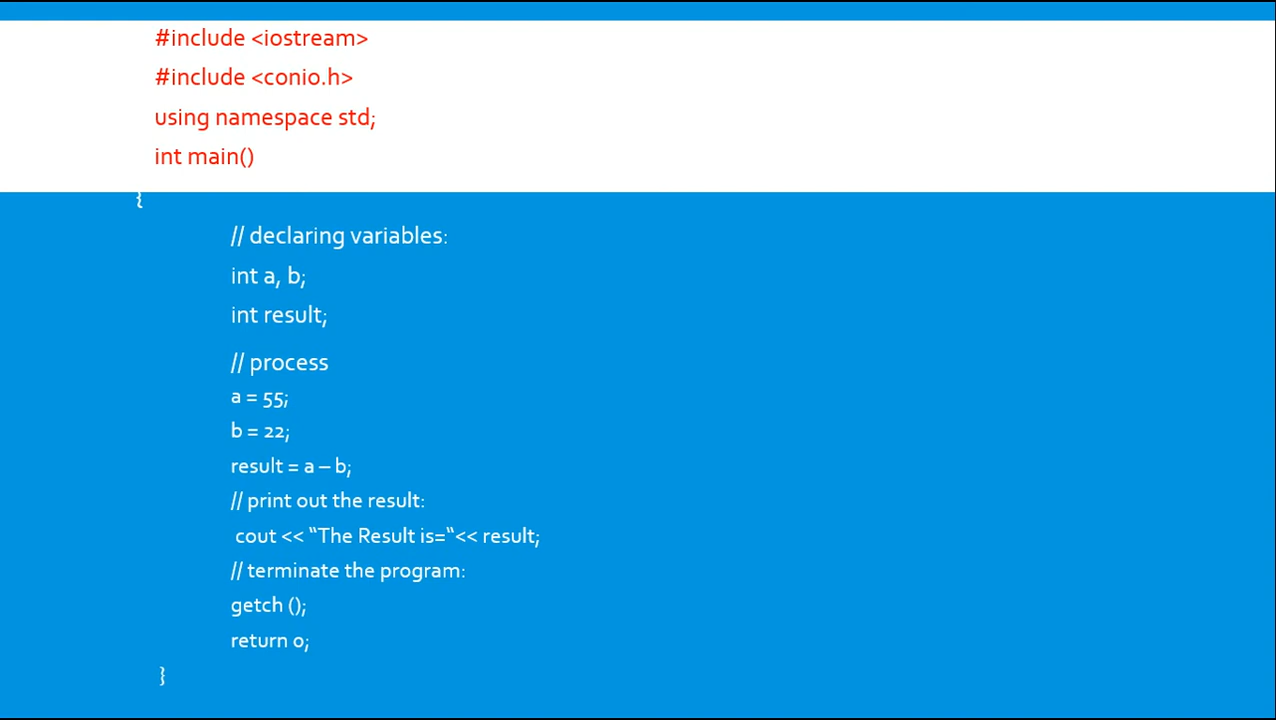 #include <iostream>
#include <conio.h>
using namespace std;
int main()
{
// declaring variables:
int a, b;
int result;
// process
a = 55;
b = 22;
result = a – b;
// print out the result:
cout << “The Result is=“<< result;
// terminate the program:
getch ();
return 0;
}